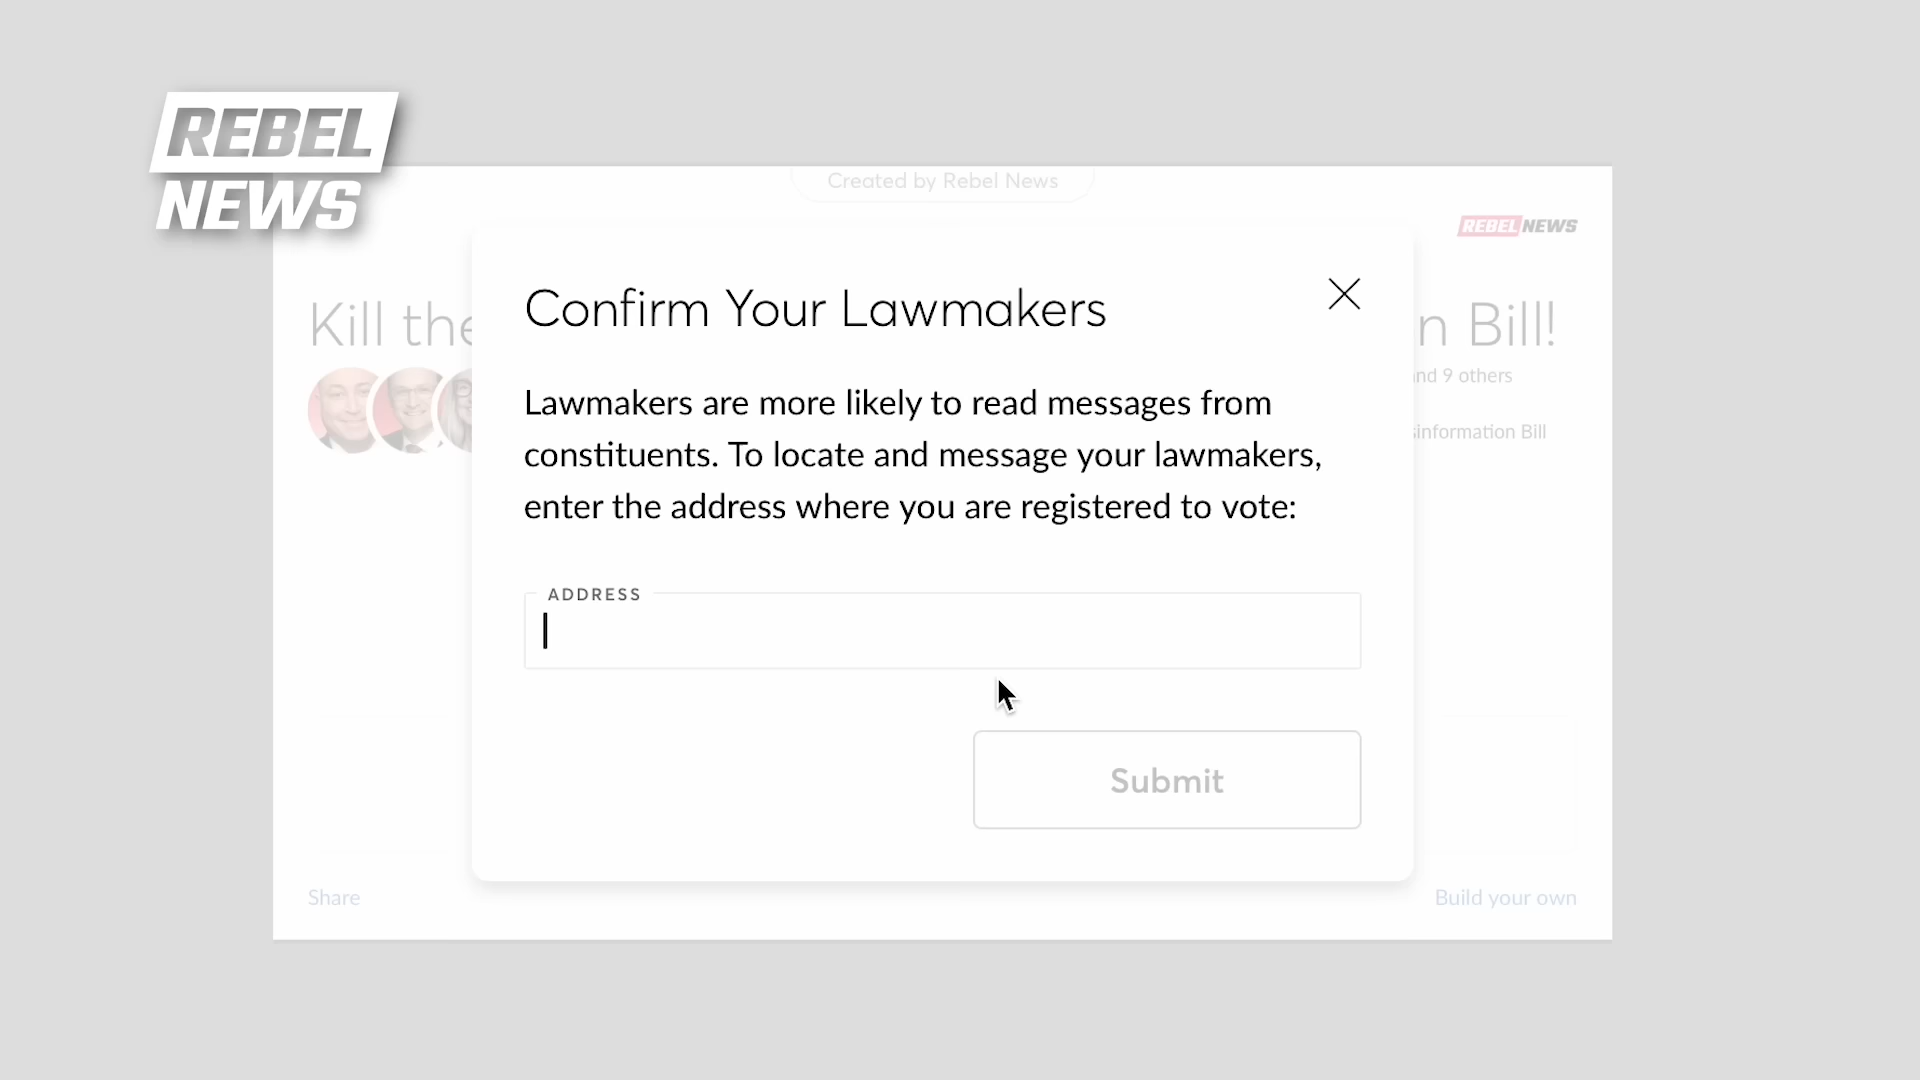 REBEL
NEWS
Created by Rebel News
REBEL NEWS
Kill the
n Bill!
nd 9 others
sinformation Bill
Confirm Your Lawmakers
Lawmakers are more likely to read messages from
constituents. To locate and message your lawmakers,
enter the address where you are registered to vote:
ADDRESS
Submit
Share
Build your own